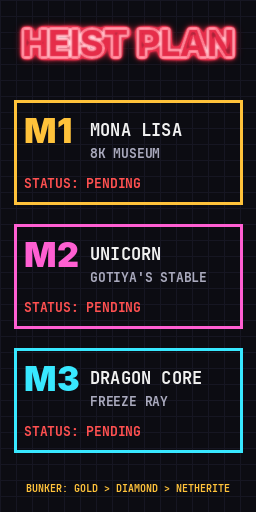 HEIST PLAN
M1
MONA LISA
8K MUSEUM
STATUS: PENDING
M2
UNICORN
GOTIYA'S STABLE
STATUS: PENDING
M3
DRAGON CORE
FREEZE RAY
STATUS: PENDING
BUNKER: GOLD > DIAMOND > NETHERITE